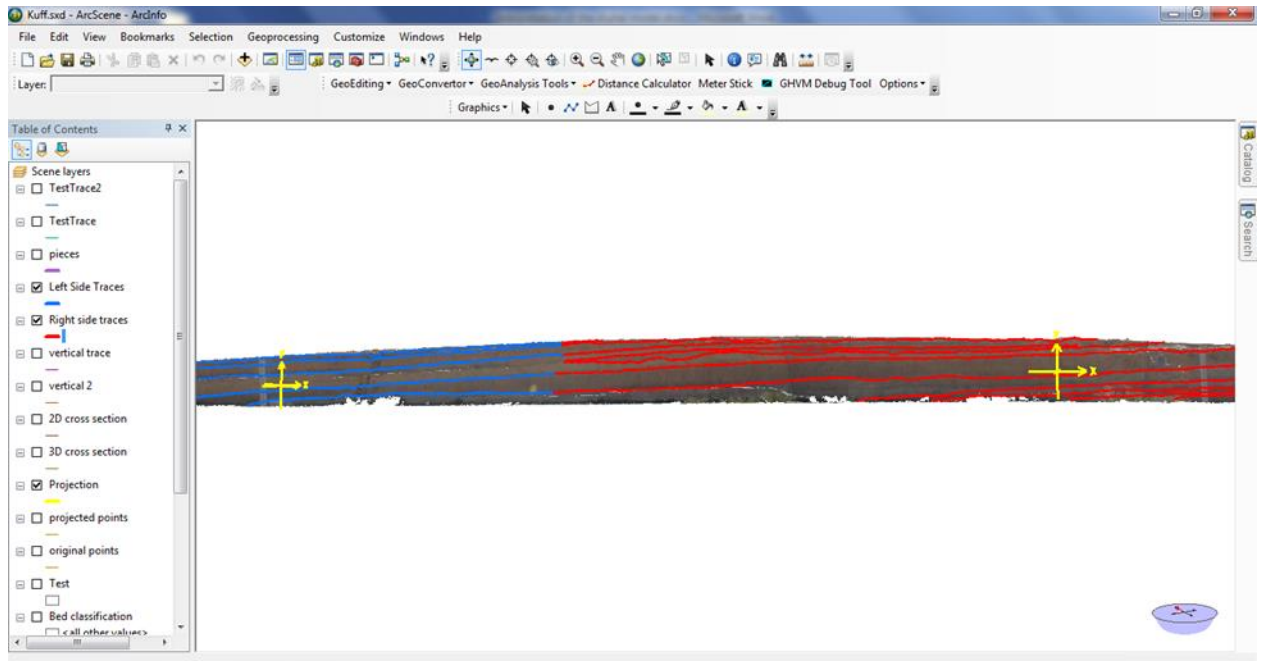 Kuff.sxd - ArcScene - ArcInfo
File Edit View Bookmarks Selection Geoprocessing Customize Windows Help
Layer: GeoEditing GeoConvertor GeoAnalysis Tools Distance Calculator Meter Stick GHVM Debug Tool Options
Graphics A A
Table of Contents
Scene layers
TestTrace2
TestTrace
pieces
Left Side Traces
Right side traces
vertical trace
vertical 2
2D cross section
3D cross section
Projection
projected points
original points
Test
Bed classification
<all other values>
x
x
Catalog
Search